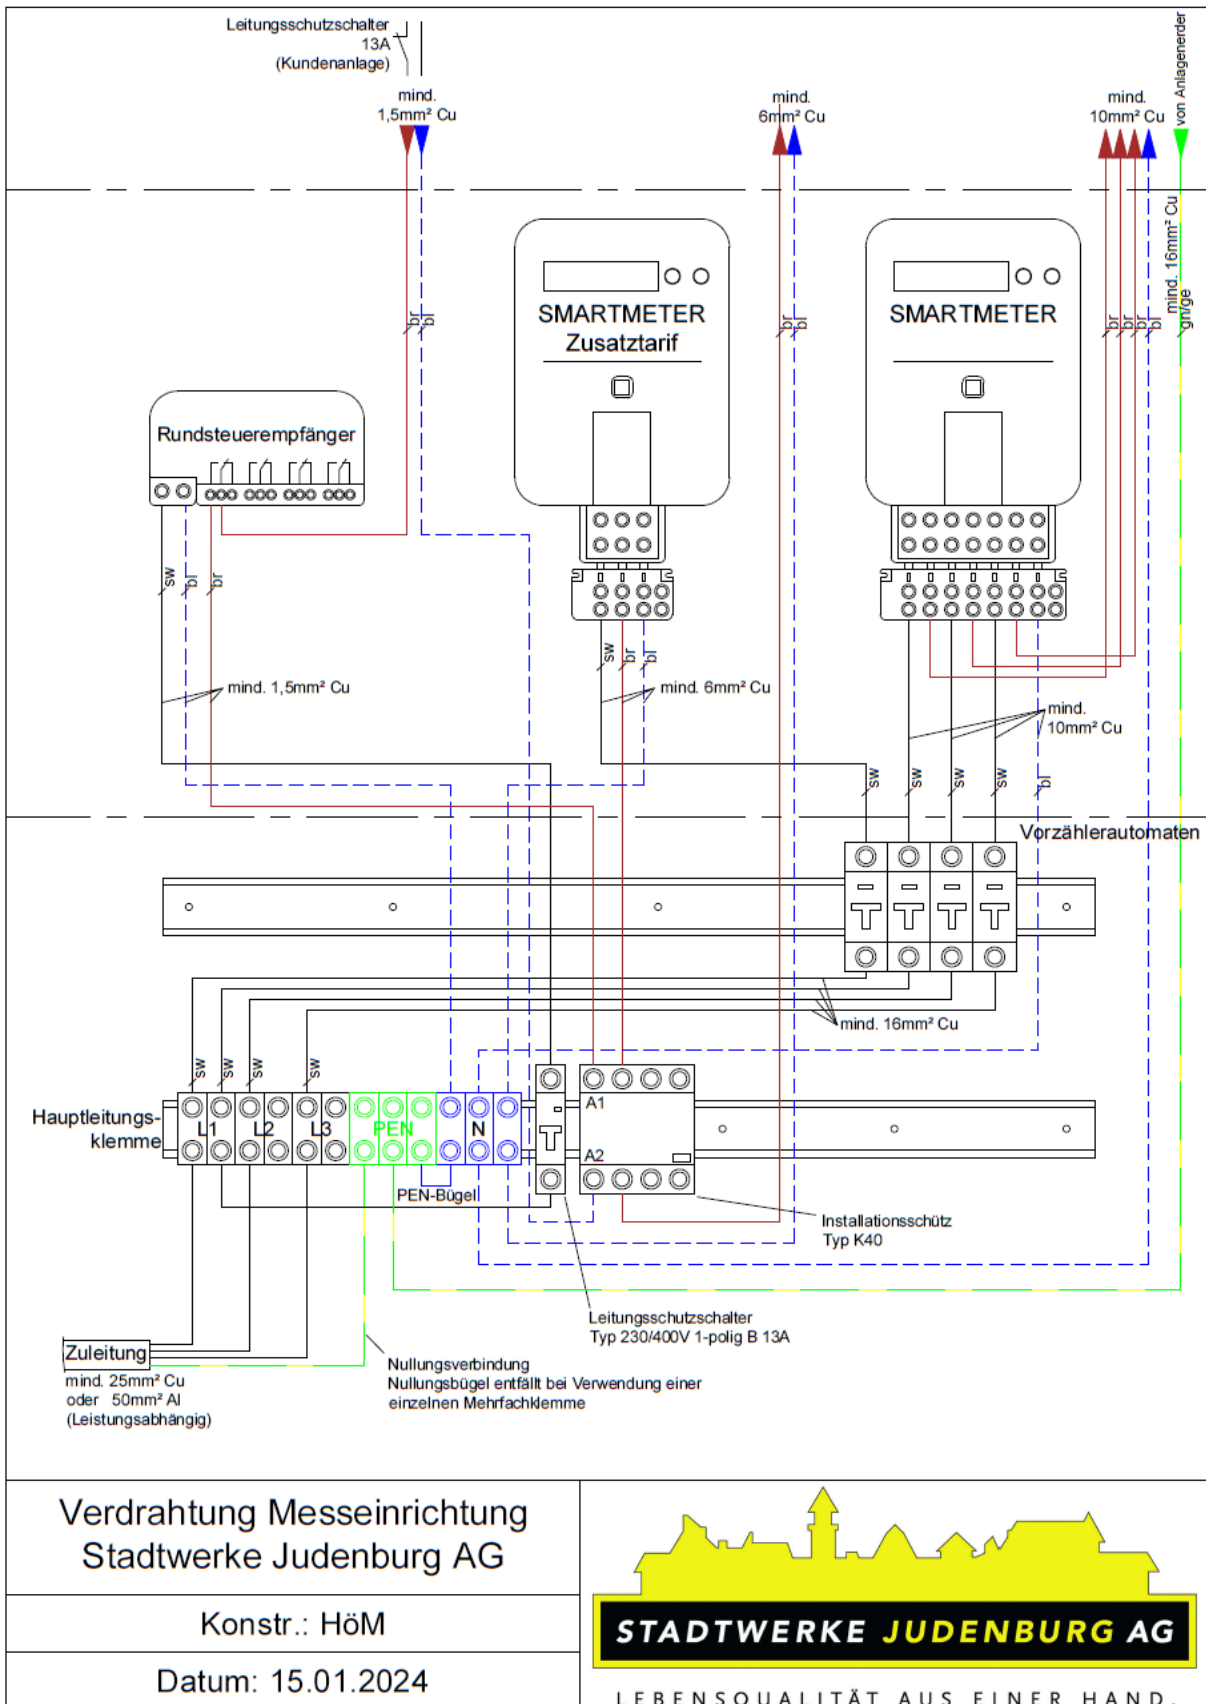 Leitungsschutzschalter
13A
(Kundenanlage)
mind.
1,5mm² Cu
mind.
6mm² Cu
mind.
10mm² Cu
von Anlagenerder
mind. 16mm² Cu
gn/ge
br
bl
br
bl
br
br
br
bl
SMARTMETER
Zusatztarif
SMARTMETER
Rundsteuerempfänger
sw
bl
br
sw
br
bl
mind. 1,5mm² Cu
mind. 6mm² Cu
mind.
10mm² Cu
sw
sw
sw
sw
bl
Vorzählerautomaten
mind. 16mm² Cu
sw
sw
sw
sw
Hauptleitungs-
klemme
L1
L2
L3
PEN
N
A1
A2
PEN-Bügel
Installationsschütz
Typ K40
Leitungsschutzschalter
Typ 230/400V 1-polig B 13A
Zuleitung
mind. 25mm² Cu
oder 50mm² Al
(Leistungsabhängig)
Nullungsverbindung
Nullungsbügel entfällt bei Verwendung einer
einzelnen Mehrfachklemme
Verdrahtung Messeinrichtung
Stadtwerke Judenburg AG
Konstr.: HöM
Datum: 15.01.2024
STADTWERKE JUDENBURG AG
LEBENSQUALITÄT AUS EINER HAND.